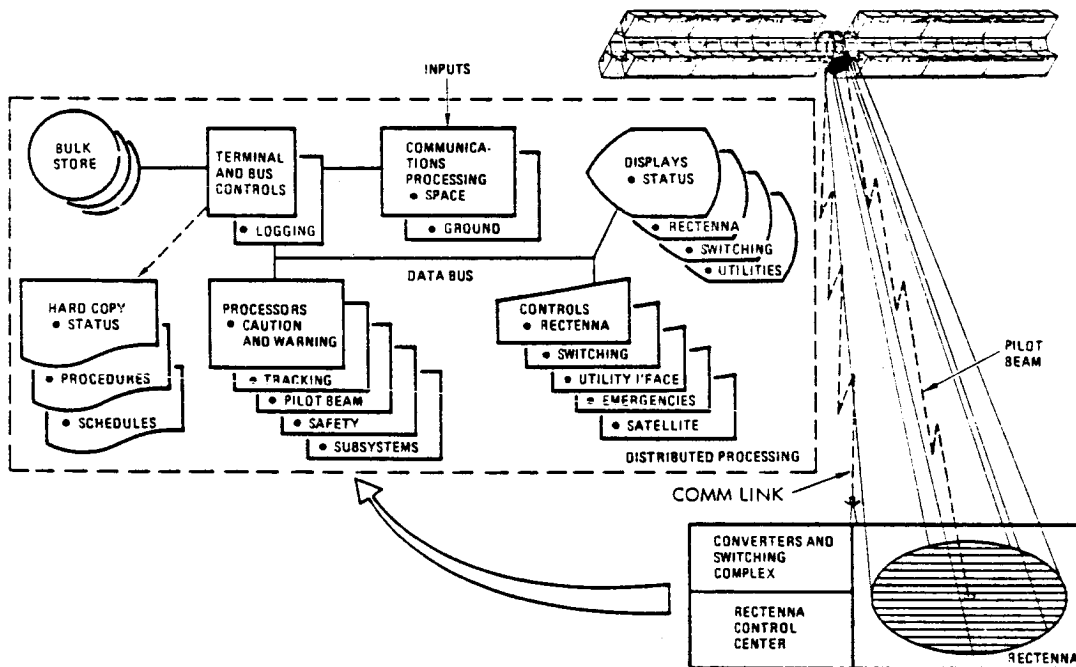 INPUTS
BULK
STORE
TERMINAL
AND BUS
CONTROLS
• LOGGING
COMMUNICA-
TIONS
PROCESSING
• SPACE
• GROUND
DISPLAYS
• STATUS
• RECTENNA
• SWITCHING
• UTILITIES
DATA BUS
HARD COPY
• STATUS
• PROCEDURES
• SCHEDULES
PROCESSORS
• CAUTION
AND WARNING
• TRACKING
• PILOT BEAM
• SAFETY
• SUBSYSTEMS
CONTROLS
• RECTENNA
• SWITCHING
• UTILITY I'FACE
• EMERGENCIES
• SATELLITE
DISTRIBUTED PROCESSING
PILOT
BEAM
COMM LINK
CONVERTERS AND
SWITCHING
COMPLEX
RECTENNA
CONTROL
CENTER
RECTENNA